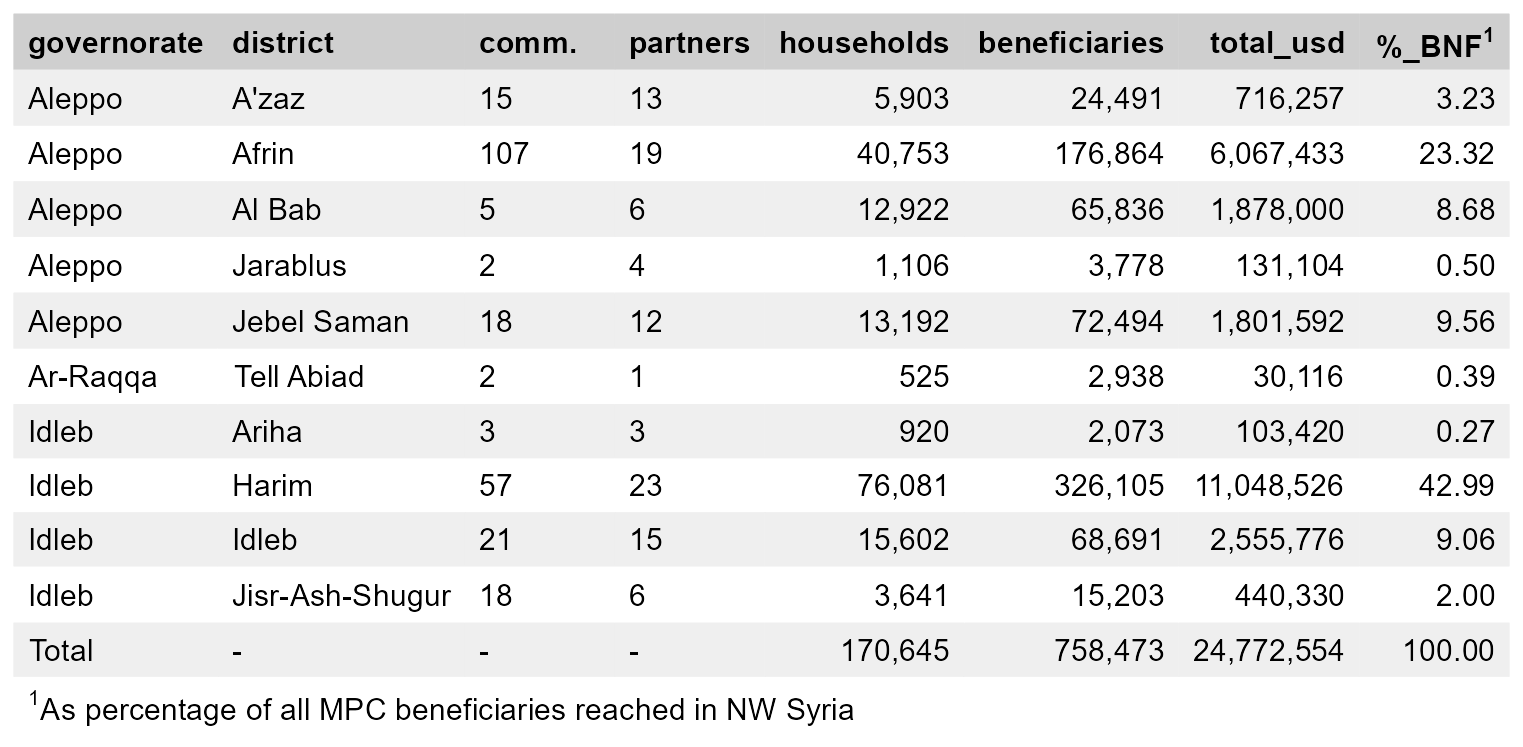 governorate district comm. partners households beneficiaries total_usd %_BNF¹
Aleppo A'zaz 15 13 5,903 24,491 716,257 3.23
Aleppo Afrin 107 19 40,753 176,864 6,067,433 23.32
Aleppo Al Bab 5 6 12,922 65,836 1,878,000 8.68
Aleppo Jarablus 2 4 1,106 3,778 131,104 0.50
Aleppo Jebel Saman 18 12 13,192 72,494 1,801,592 9.56
Ar-Raqqa Tell Abiad 2 1 525 2,938 30,116 0.39
Idleb Ariha 3 3 920 2,073 103,420 0.27
Idleb Harim 57 23 76,081 326,105 11,048,526 42.99
Idleb Idleb 21 15 15,602 68,691 2,555,776 9.06
Idleb Jisr-Ash-Shugur 18 6 3,641 15,203 440,330 2.00
Total - - - 170,645 758,473 24,772,554 100.00
¹As percentage of all MPC beneficiaries reached in NW Syria